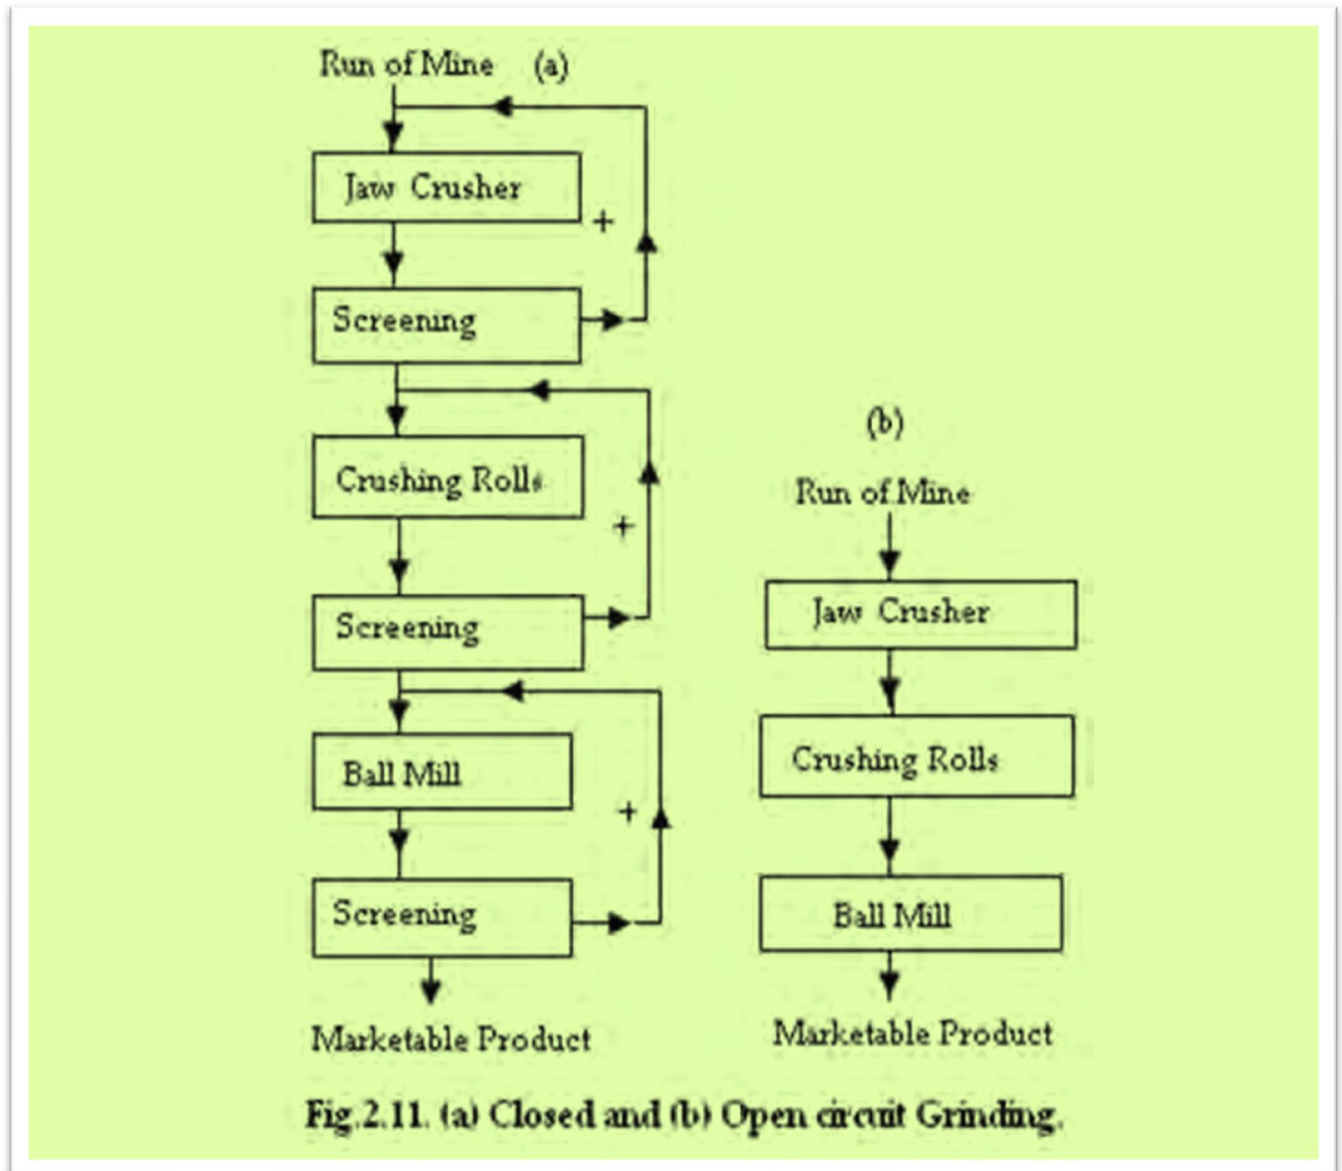 Run of Mine (a)
Jaw Crusher
+
Screening
Crushing Rolls
+
Screening
Ball Mill
+
Screening
Marketable Product
(b)
Run of Mine
Jaw Crusher
Crushing Rolls
Ball Mill
Marketable Product
Fig.2.11. (a) Closed and (b) Open circuit Grinding.